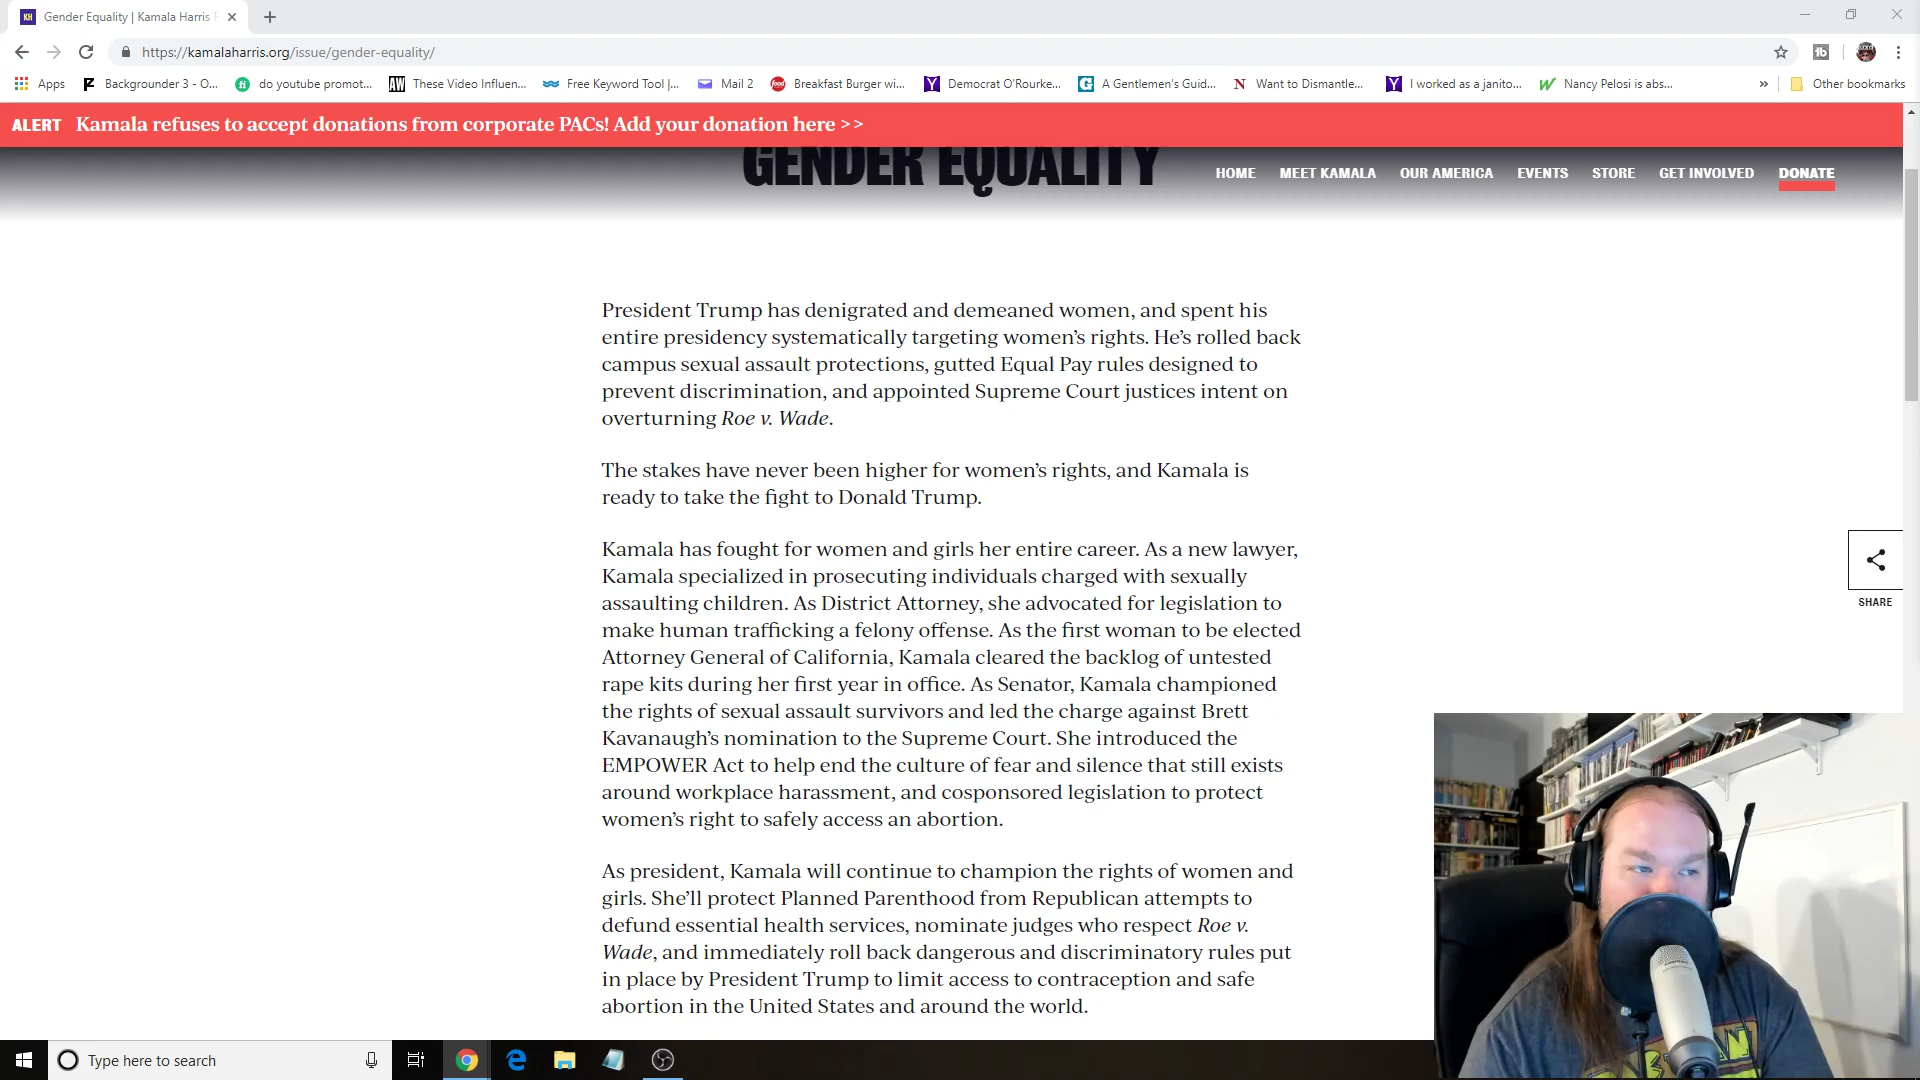 Gender Equality | Kamala Harris F
https://kamalaharris.org/issue/gender-equality/
Apps Backgrounder 3 - O... do youtube promot... These Video Influen... Free Keyword Tool |... Mail 2 Breakfast Burger wi... Democrat O'Rourke... A Gentlemen's Guid... Want to Dismantle... I worked as a janito... Nancy Pelosi is abs... » Other bookmarks
ALERT Kamala refuses to accept donations from corporate PACs! Add your donation here >>
GENDER EQUALITY
HOME MEET KAMALA OUR AMERICA EVENTS STORE GET INVOLVED DONATE
President Trump has denigrated and demeaned women, and spent his
entire presidency systematically targeting women's rights. He's rolled back
campus sexual assault protections, gutted Equal Pay rules designed to
prevent discrimination, and appointed Supreme Court justices intent on
overturning Roe v. Wade.
The stakes have never been higher for women's rights, and Kamala is
ready to take the fight to Donald Trump.
Kamala has fought for women and girls her entire career. As a new lawyer,
Kamala specialized in prosecuting individuals charged with sexually
assaulting children. As District Attorney, she advocated for legislation to
make human trafficking a felony offense. As the first woman to be elected
Attorney General of California, Kamala cleared the backlog of untested
rape kits during her first year in office. As Senator, Kamala championed
the rights of sexual assault survivors and led the charge against Brett
Kavanaugh's nomination to the Supreme Court. She introduced the
EMPOWER Act to help end the culture of fear and silence that still exists
around workplace harassment, and cosponsored legislation to protect
women's right to safely access an abortion.
As president, Kamala will continue to champion the rights of women and
girls. She'll protect Planned Parenthood from Republican attempts to
defund essential health services, nominate judges who respect Roe v.
Wade, and immediately roll back dangerous and discriminatory rules put
in place by President Trump to limit access to contraception and safe
abortion in the United States and around the world.
SHARE
Type here to search